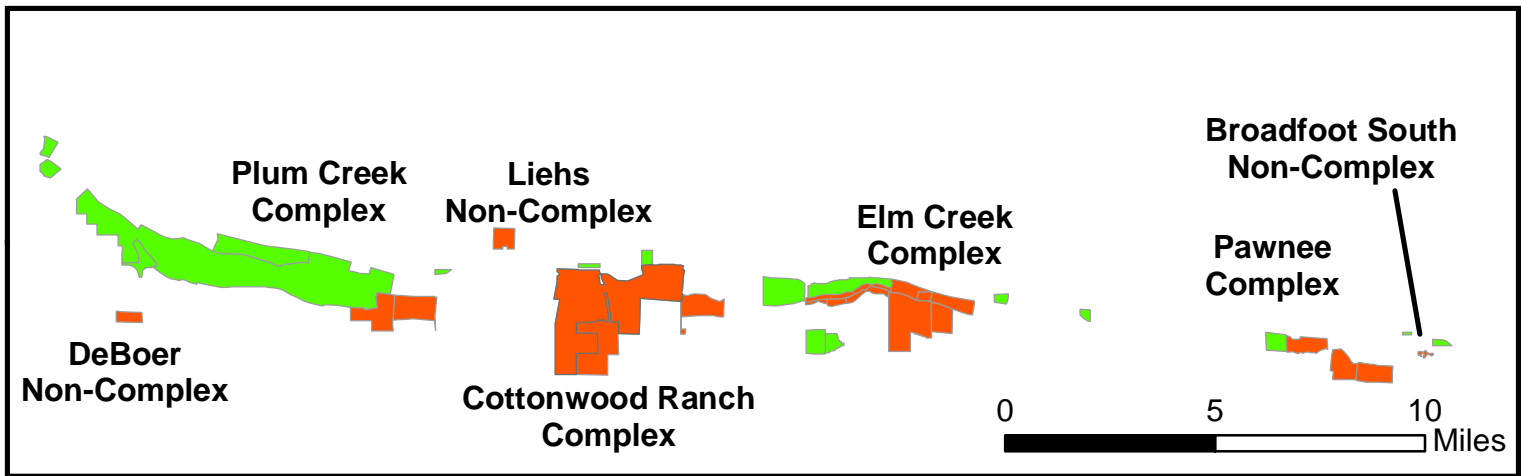 Broadfoot South
Non-Complex
Plum Creek
Complex
Liehs
Non-Complex
Elm Creek
Complex
Pawnee
Complex
DeBoer
Non-Complex
Cottonwood Ranch
Complex
0 5 10
Miles